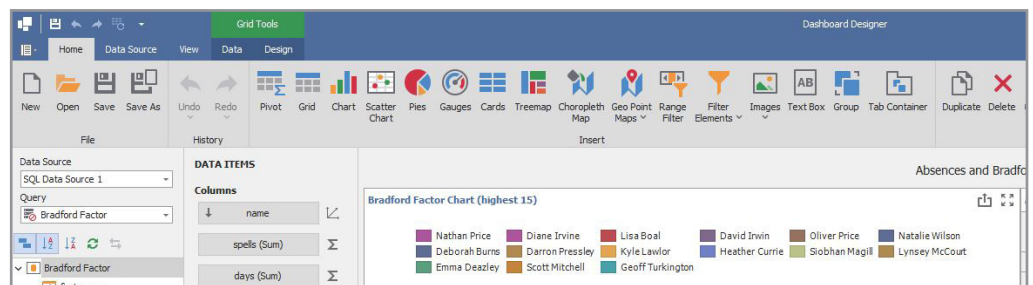 Grid Tools
Dashboard Designer
Home Data Source View Data Design
New Open Save Save As Undo Redo Pivot Grid Chart Scatter Chart Pies Gauges Cards Treemap Choropleth Map Geo Point Maps Range Filter Filter Elements Images Text Box Group Tab Container Duplicate Delete
File History Insert
Data Source
SQL Data Source 1
Query
Bradford Factor
Bradford Factor
DATA ITEMS
Columns
name
spells (Sum)
days (Sum)
Absences and Bradfo
Bradford Factor Chart (highest 15)
Nathan Price Diane Irvine Lisa Boal David Irwin Oliver Price Natalie Wilson
Deborah Burns Darron Pressley Kyle Lawlor Heather Currie Siobhan Magill Lynsey McCourt
Emma Deazley Scott Mitchell Geoff Turkington